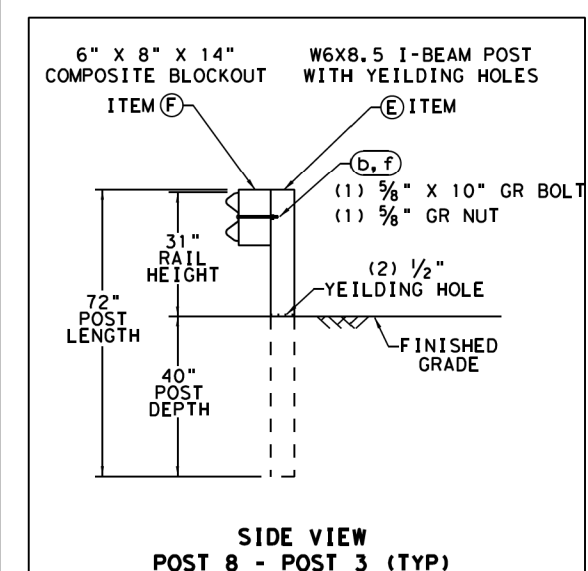 6" X 8" X 14"
COMPOSITE BLOCKOUT
ITEM F
W6X8.5 I-BEAM POST
WITH YEILDING HOLES
E ITEM
b, f
(1) 5/8" X 10" GR BOLT
(1) 5/8" GR NUT
31"
RAIL
HEIGHT
(2) 1/2"
YEILDING HOLE
72"
POST
LENGTH
FINISHED
GRADE
40"
POST
DEPTH
SIDE VIEW
POST 8 - POST 3 (TYP)